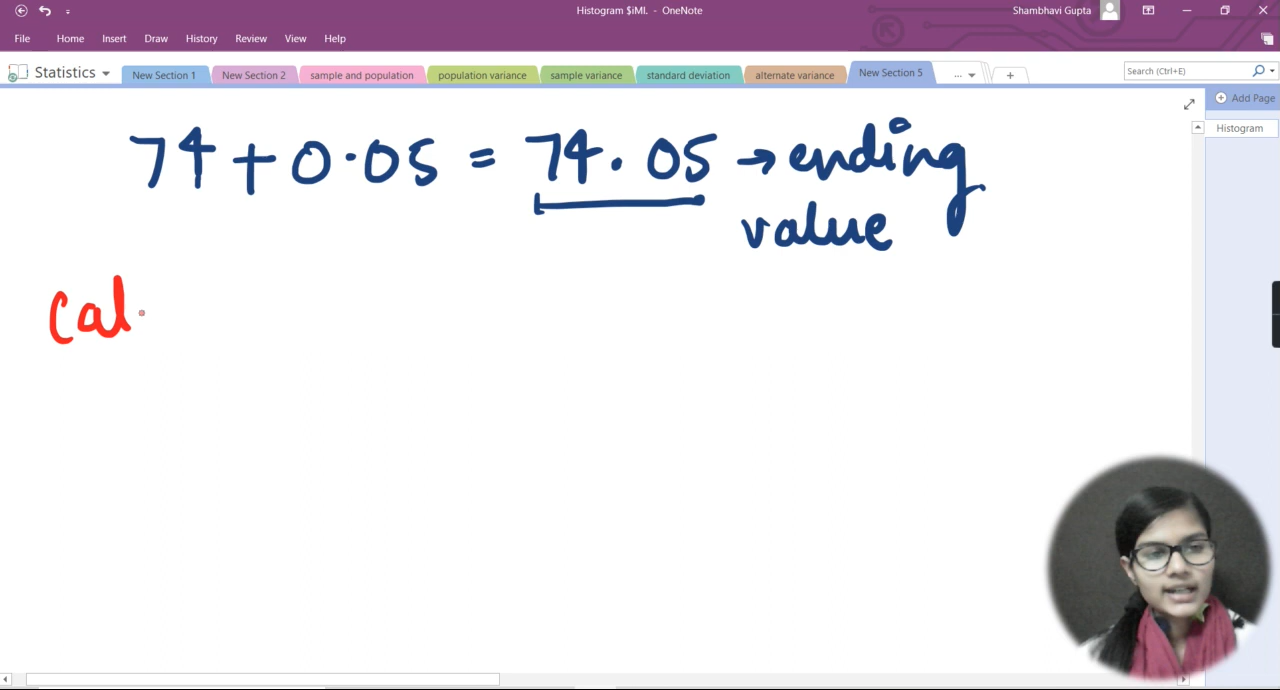 Histogram $iML - OneNote
Shambhavi Gupta
File Home Insert Draw History Review View Help
Statistics
New Section 1
New Section 2
sample and population
population variance
sample variance
standard deviation
alternate variance
New Section 5
...
+
Search (Ctrl+E)
Add Page
Histogram
74 + 0.05 = 74.05 → ending
value
Cal